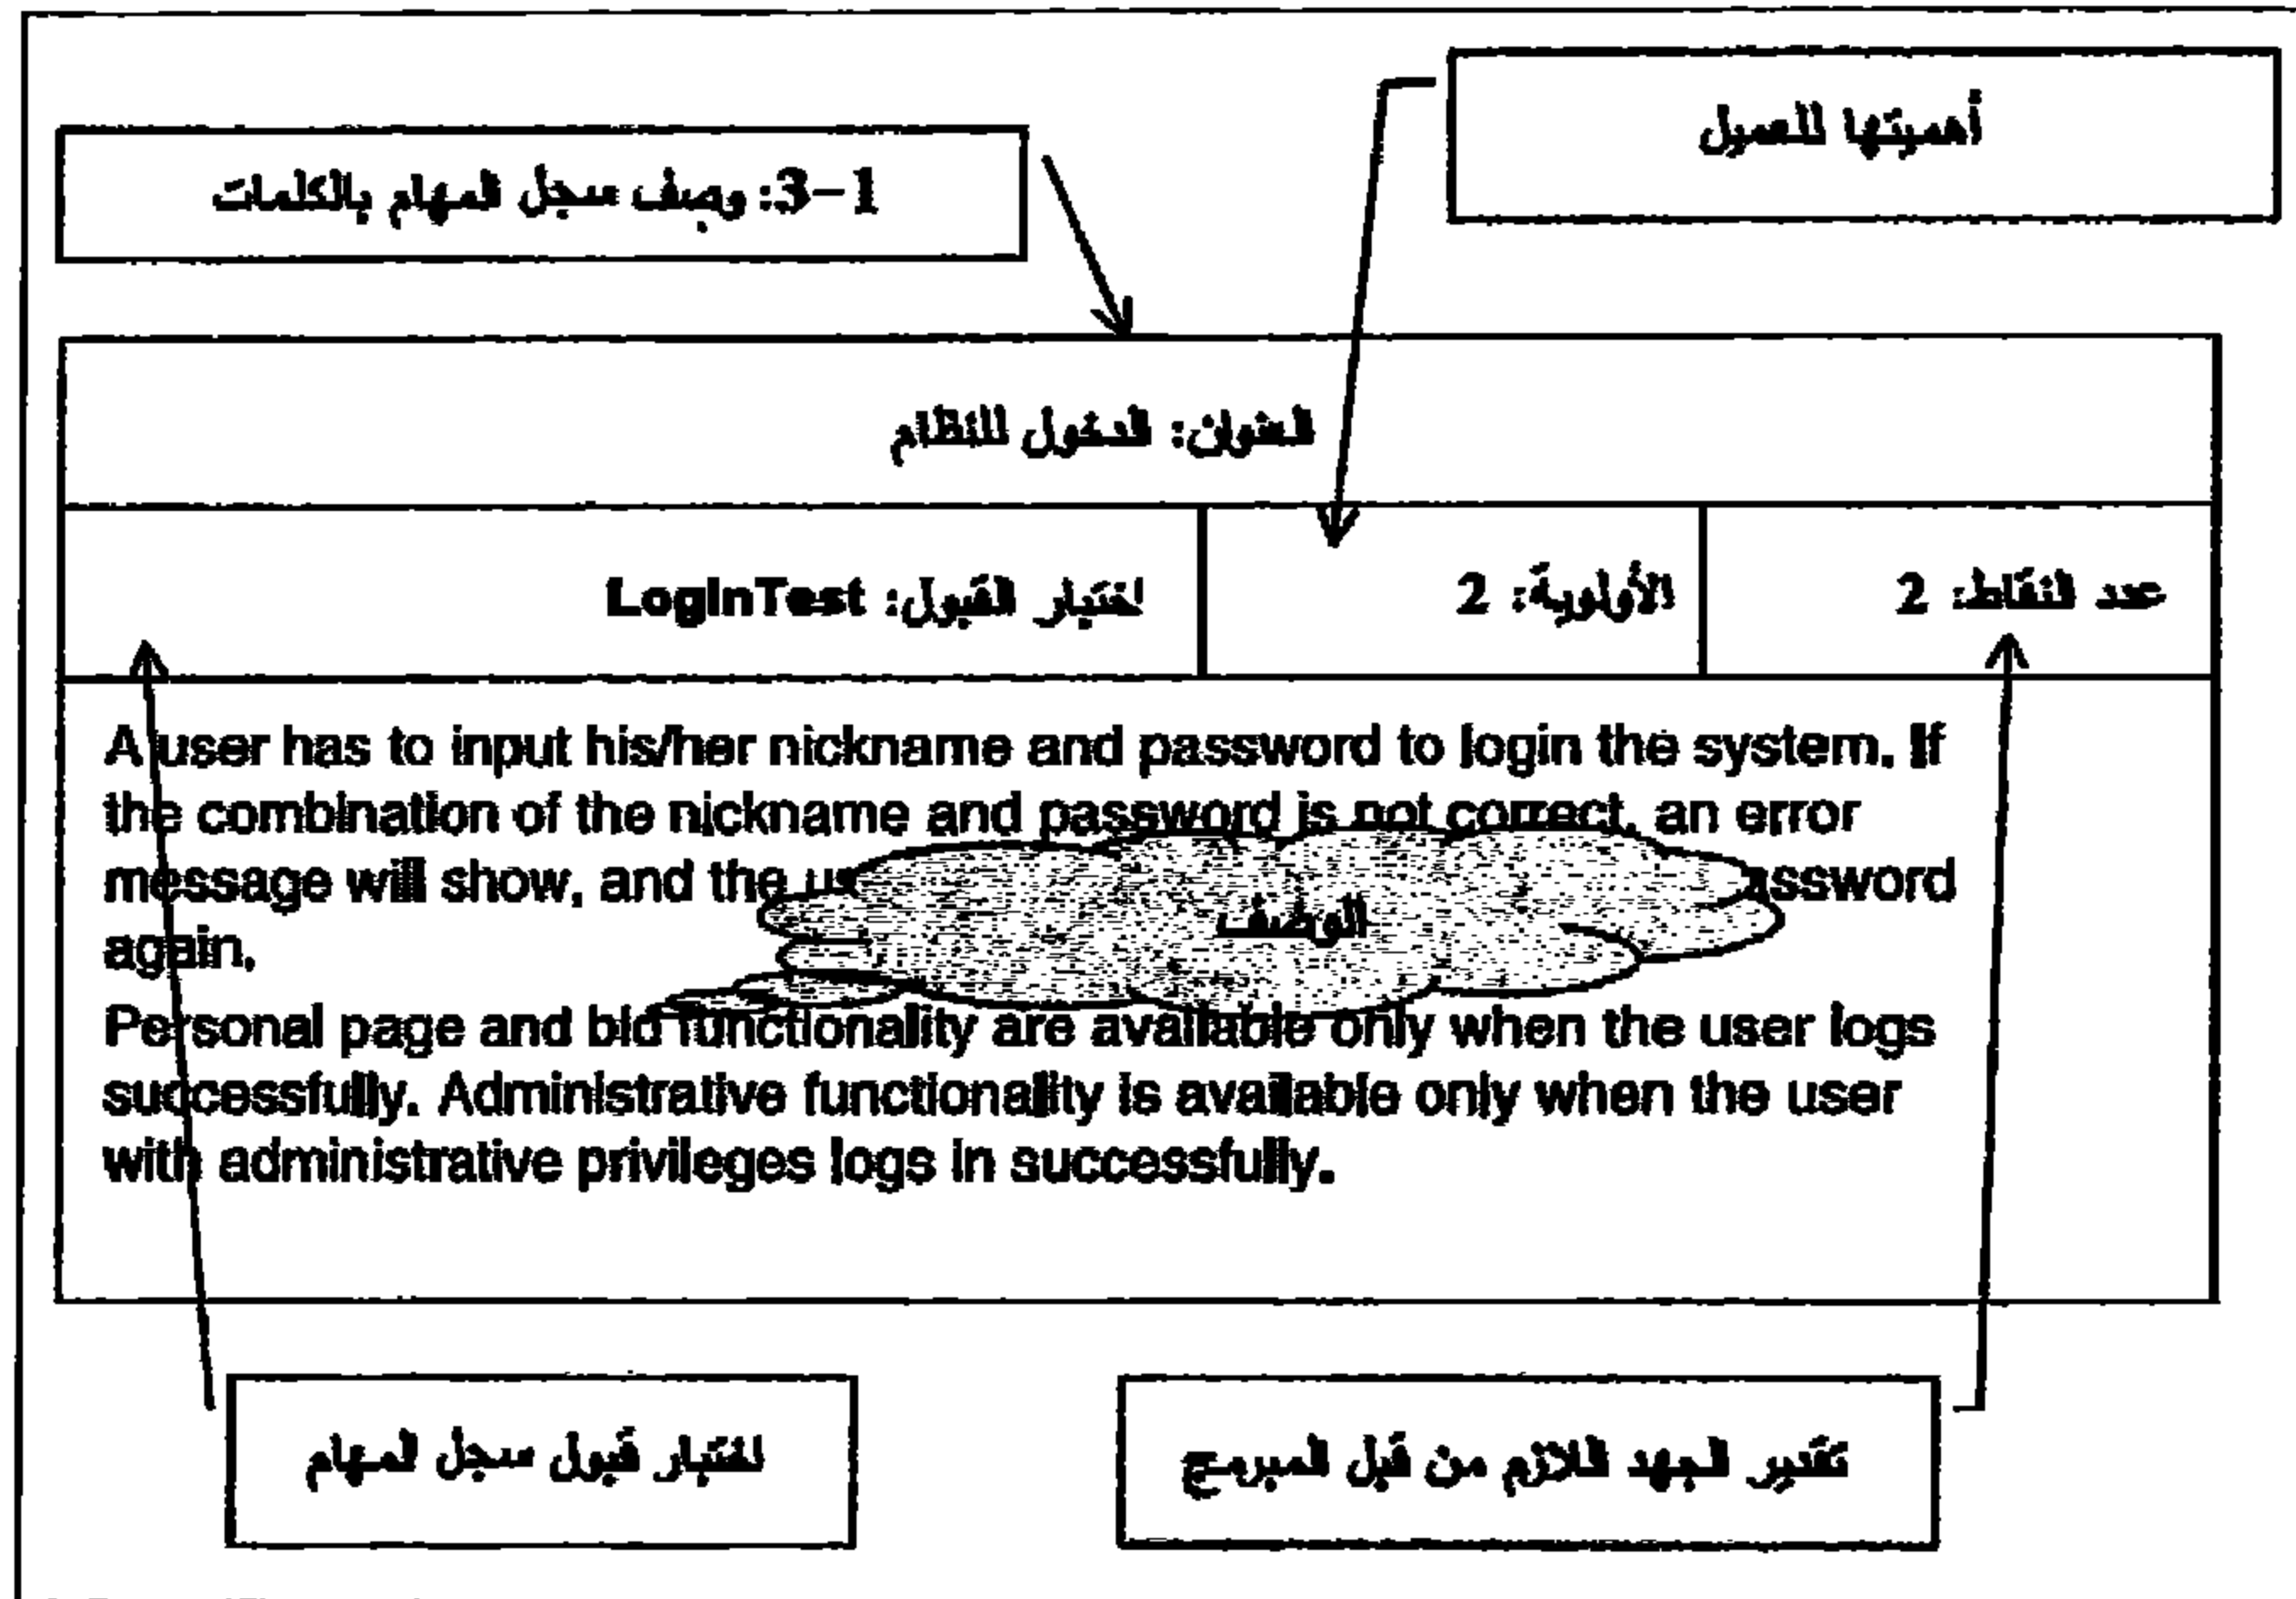 أهميتها للعميل
1-3: وصف سجل المهام بالكلمات
العنوان: الدخول للنظام
عدد النقاط: 2
الأولوية: 2
اختبار القبول: LogInTest
A user has to input his/her nickname and password to login the system. If
the combination of the nickname and password is not correct, an error
message will show, and the password
again.
الوصف
Personal page and bid functionality are available only when the user logs
successfully. Administrative functionality is available only when the user
with administrative privileges logs in successfully.
اختبار قبول سجل المهام
تقدير الجهد اللازم من قبل المبرمج